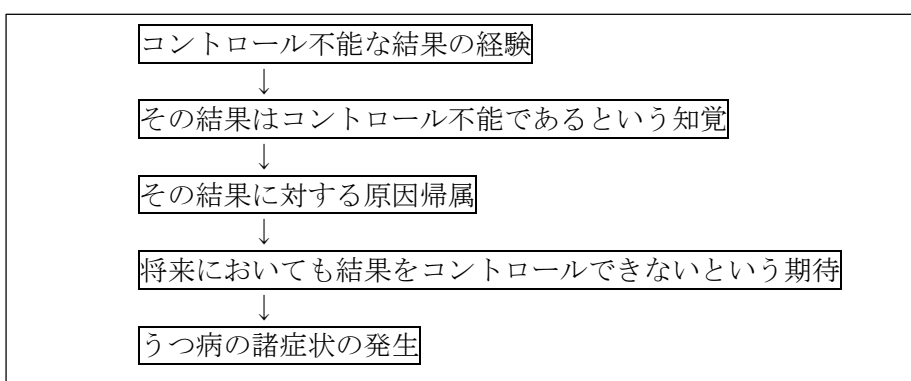 コントロール不能な結果の経験
↓
その結果はコントロール不能であるという知覚
↓
その結果に対する原因帰属
↓
将来においても結果をコントロールできないという期待
↓
うつ病の諸症状の発生